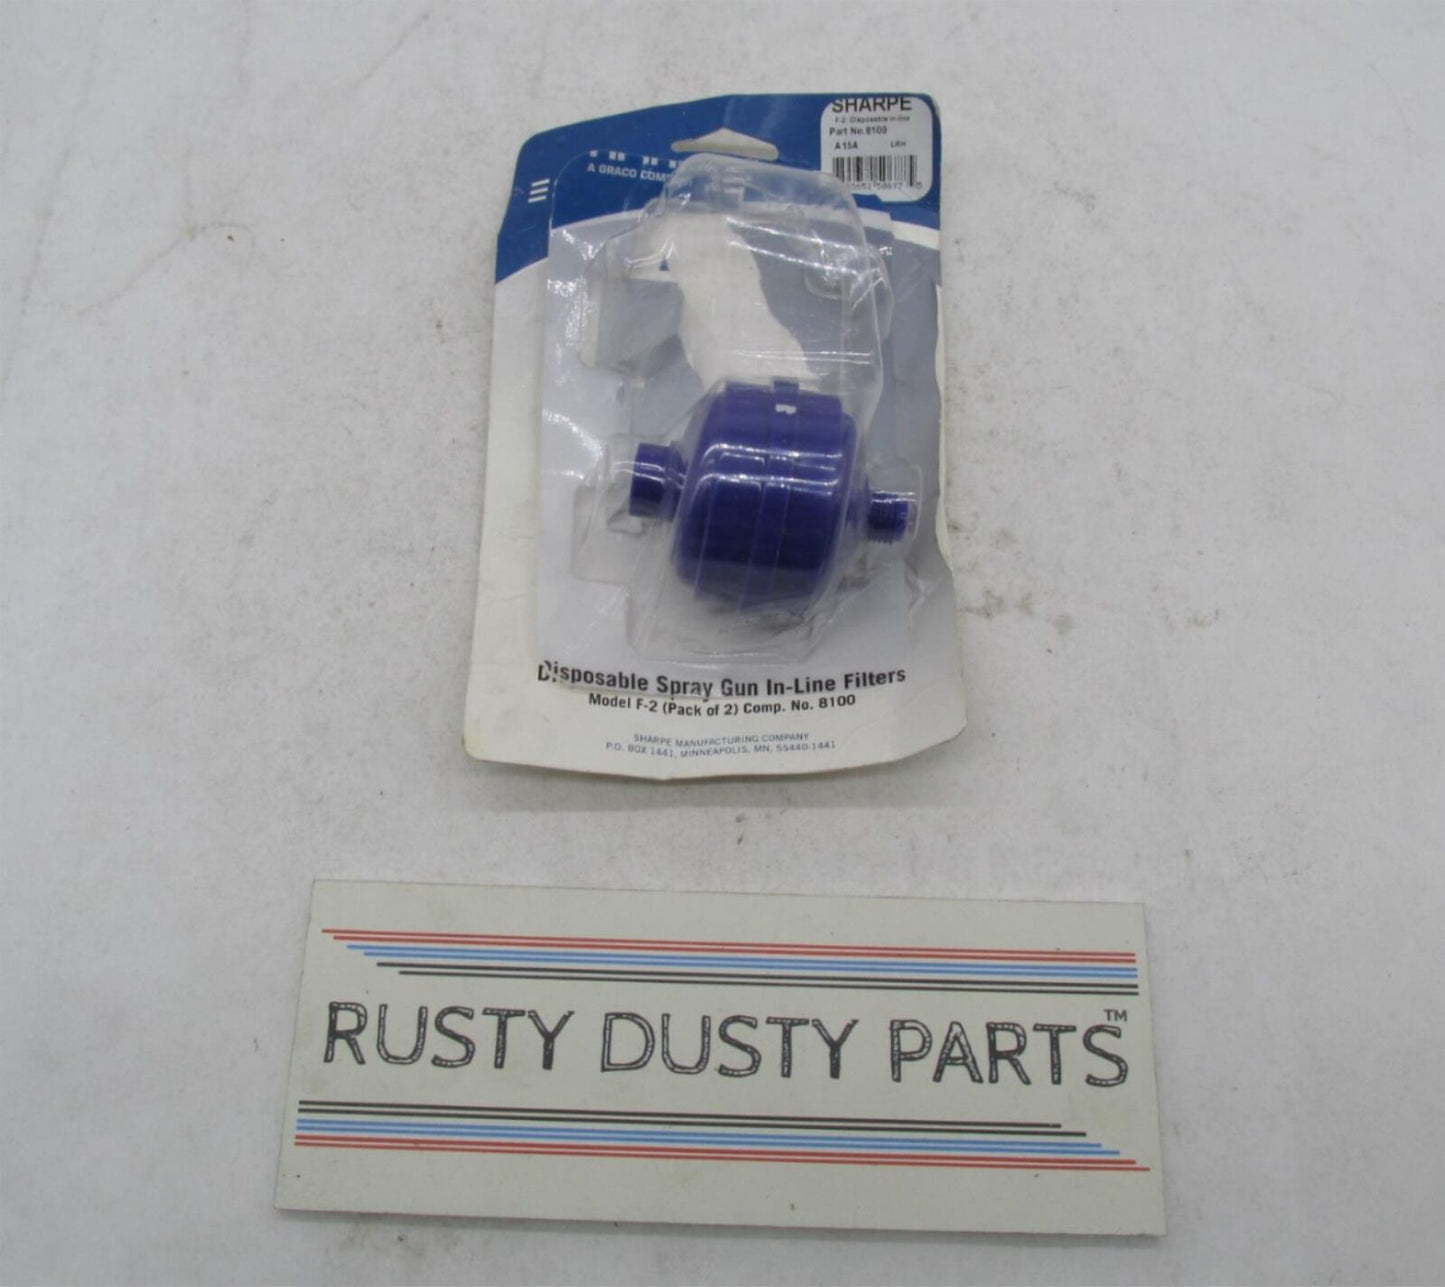 SHARPE
F-2, Disposable In-line
Part No.8100
A15A LRH
A GRACO COM
Disposable Spray Gun In-Line Filters
Model F-2 (Pack of 2) Comp. No. 8100
SHARPE MANUFACTURING COMPANY
P.O. BOX 1441, MINNEAPOLIS, MN, 55440-1441
RUSTY DUSTY PARTS™